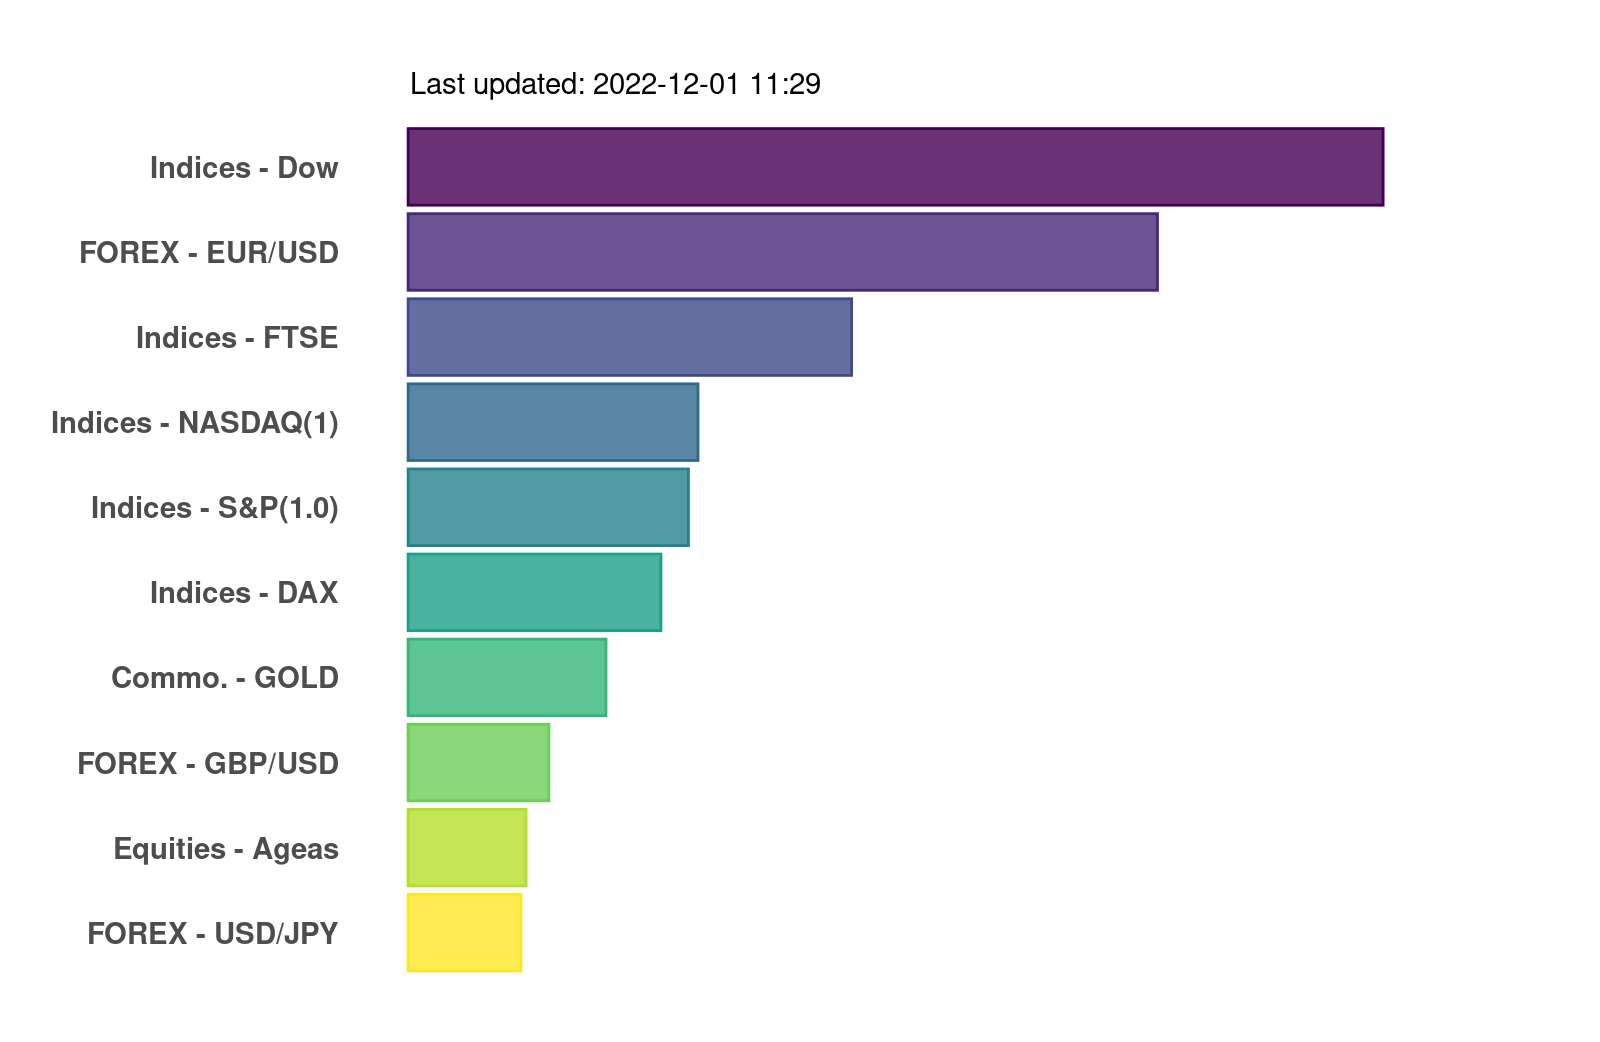 Last updated: 2022-12-01 11:29
Indices - Dow
FOREX - EUR/USD
Indices - FTSE
Indices - NASDAQ(1)
Indices - S&P(1.0)
Indices - DAX
Commo. - GOLD
FOREX - GBP/USD
Equities - Ageas
FOREX - USD/JPY